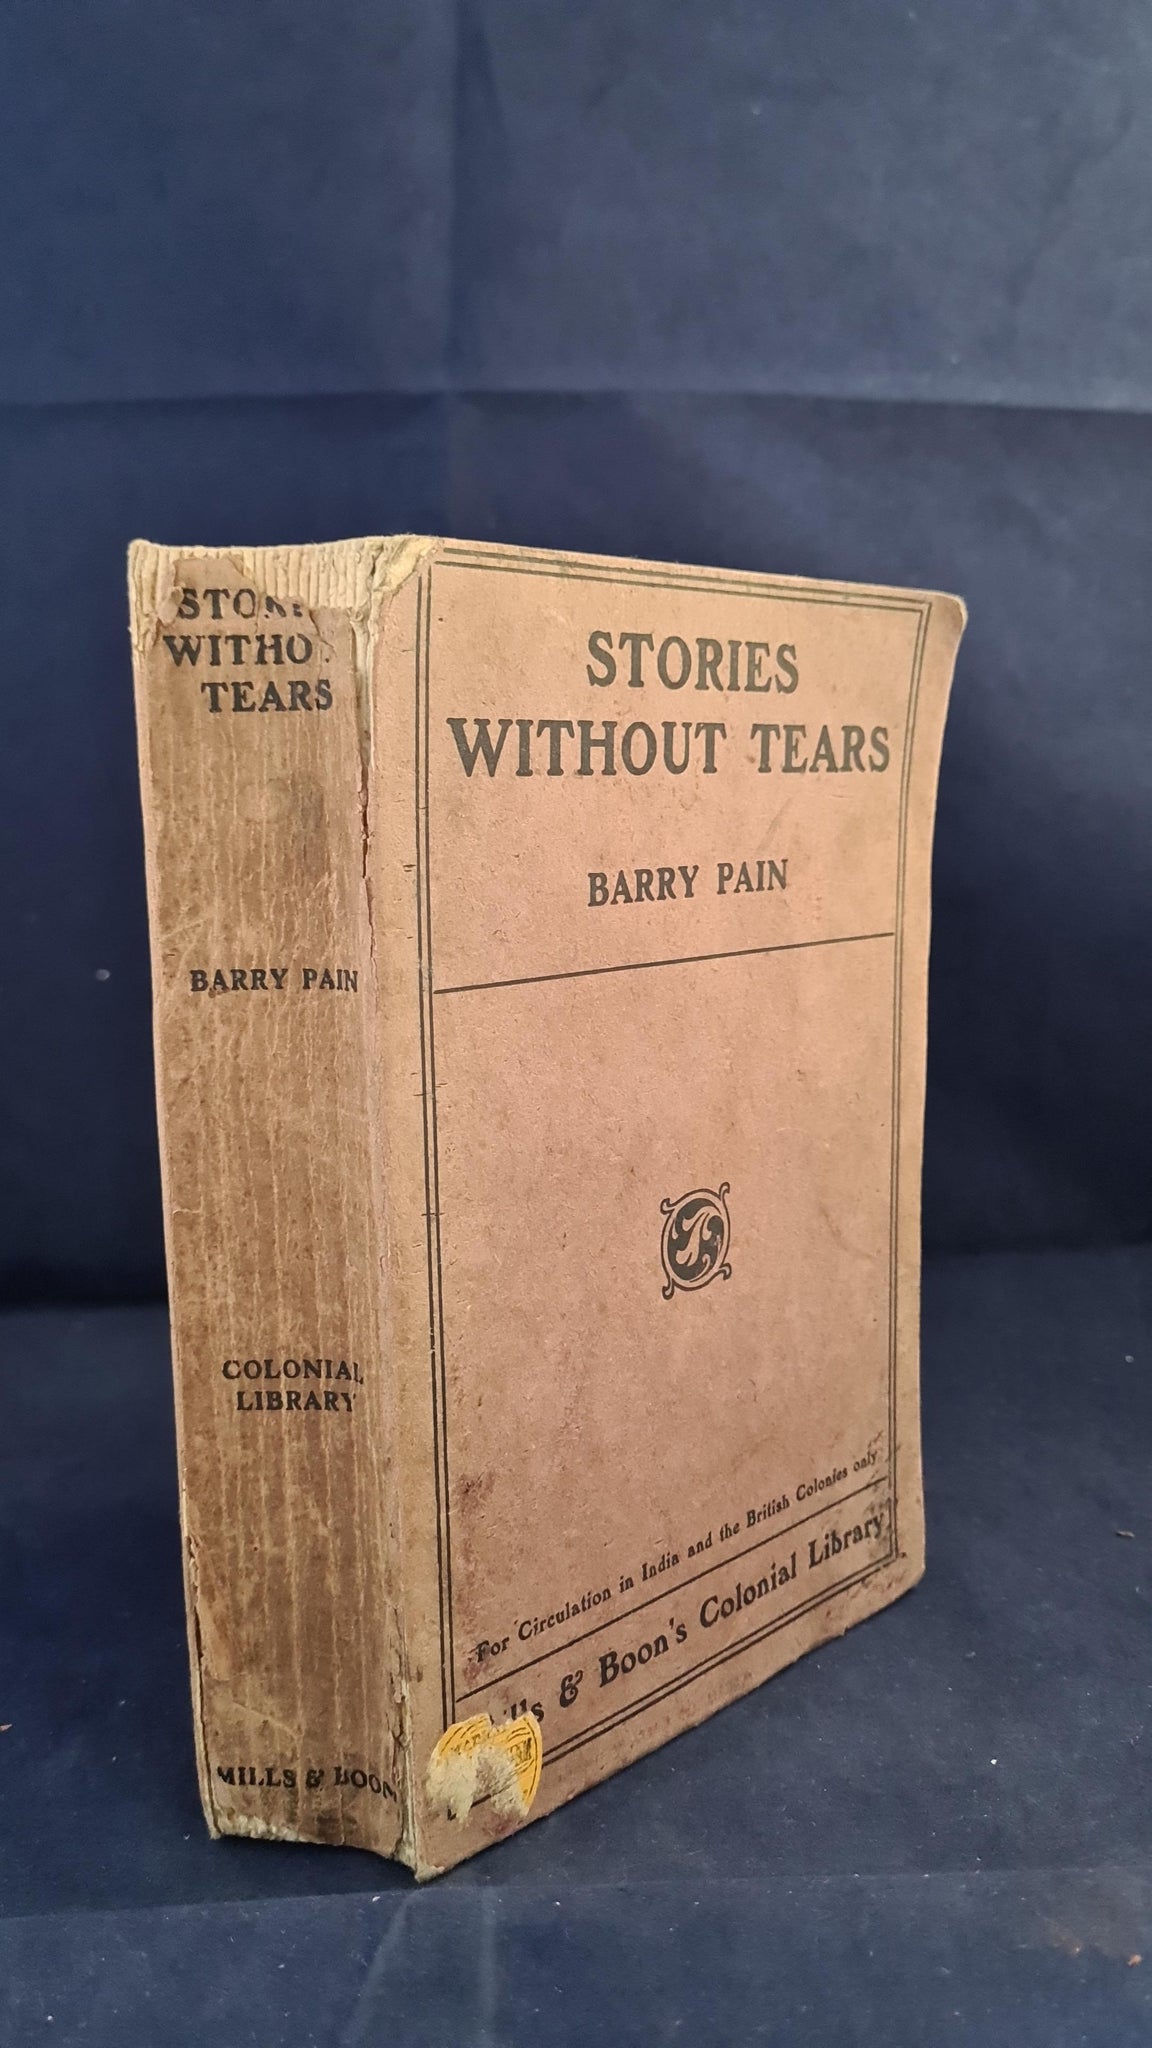 WITHO
TEARS
BARRY PAIN
COLONIAL
LIBRARY
MILLS & BOON
STORIES
WITHOUT TEARS
BARRY PAIN
For Circulation in India and the British Colonies only
& Boon's Colonial Library